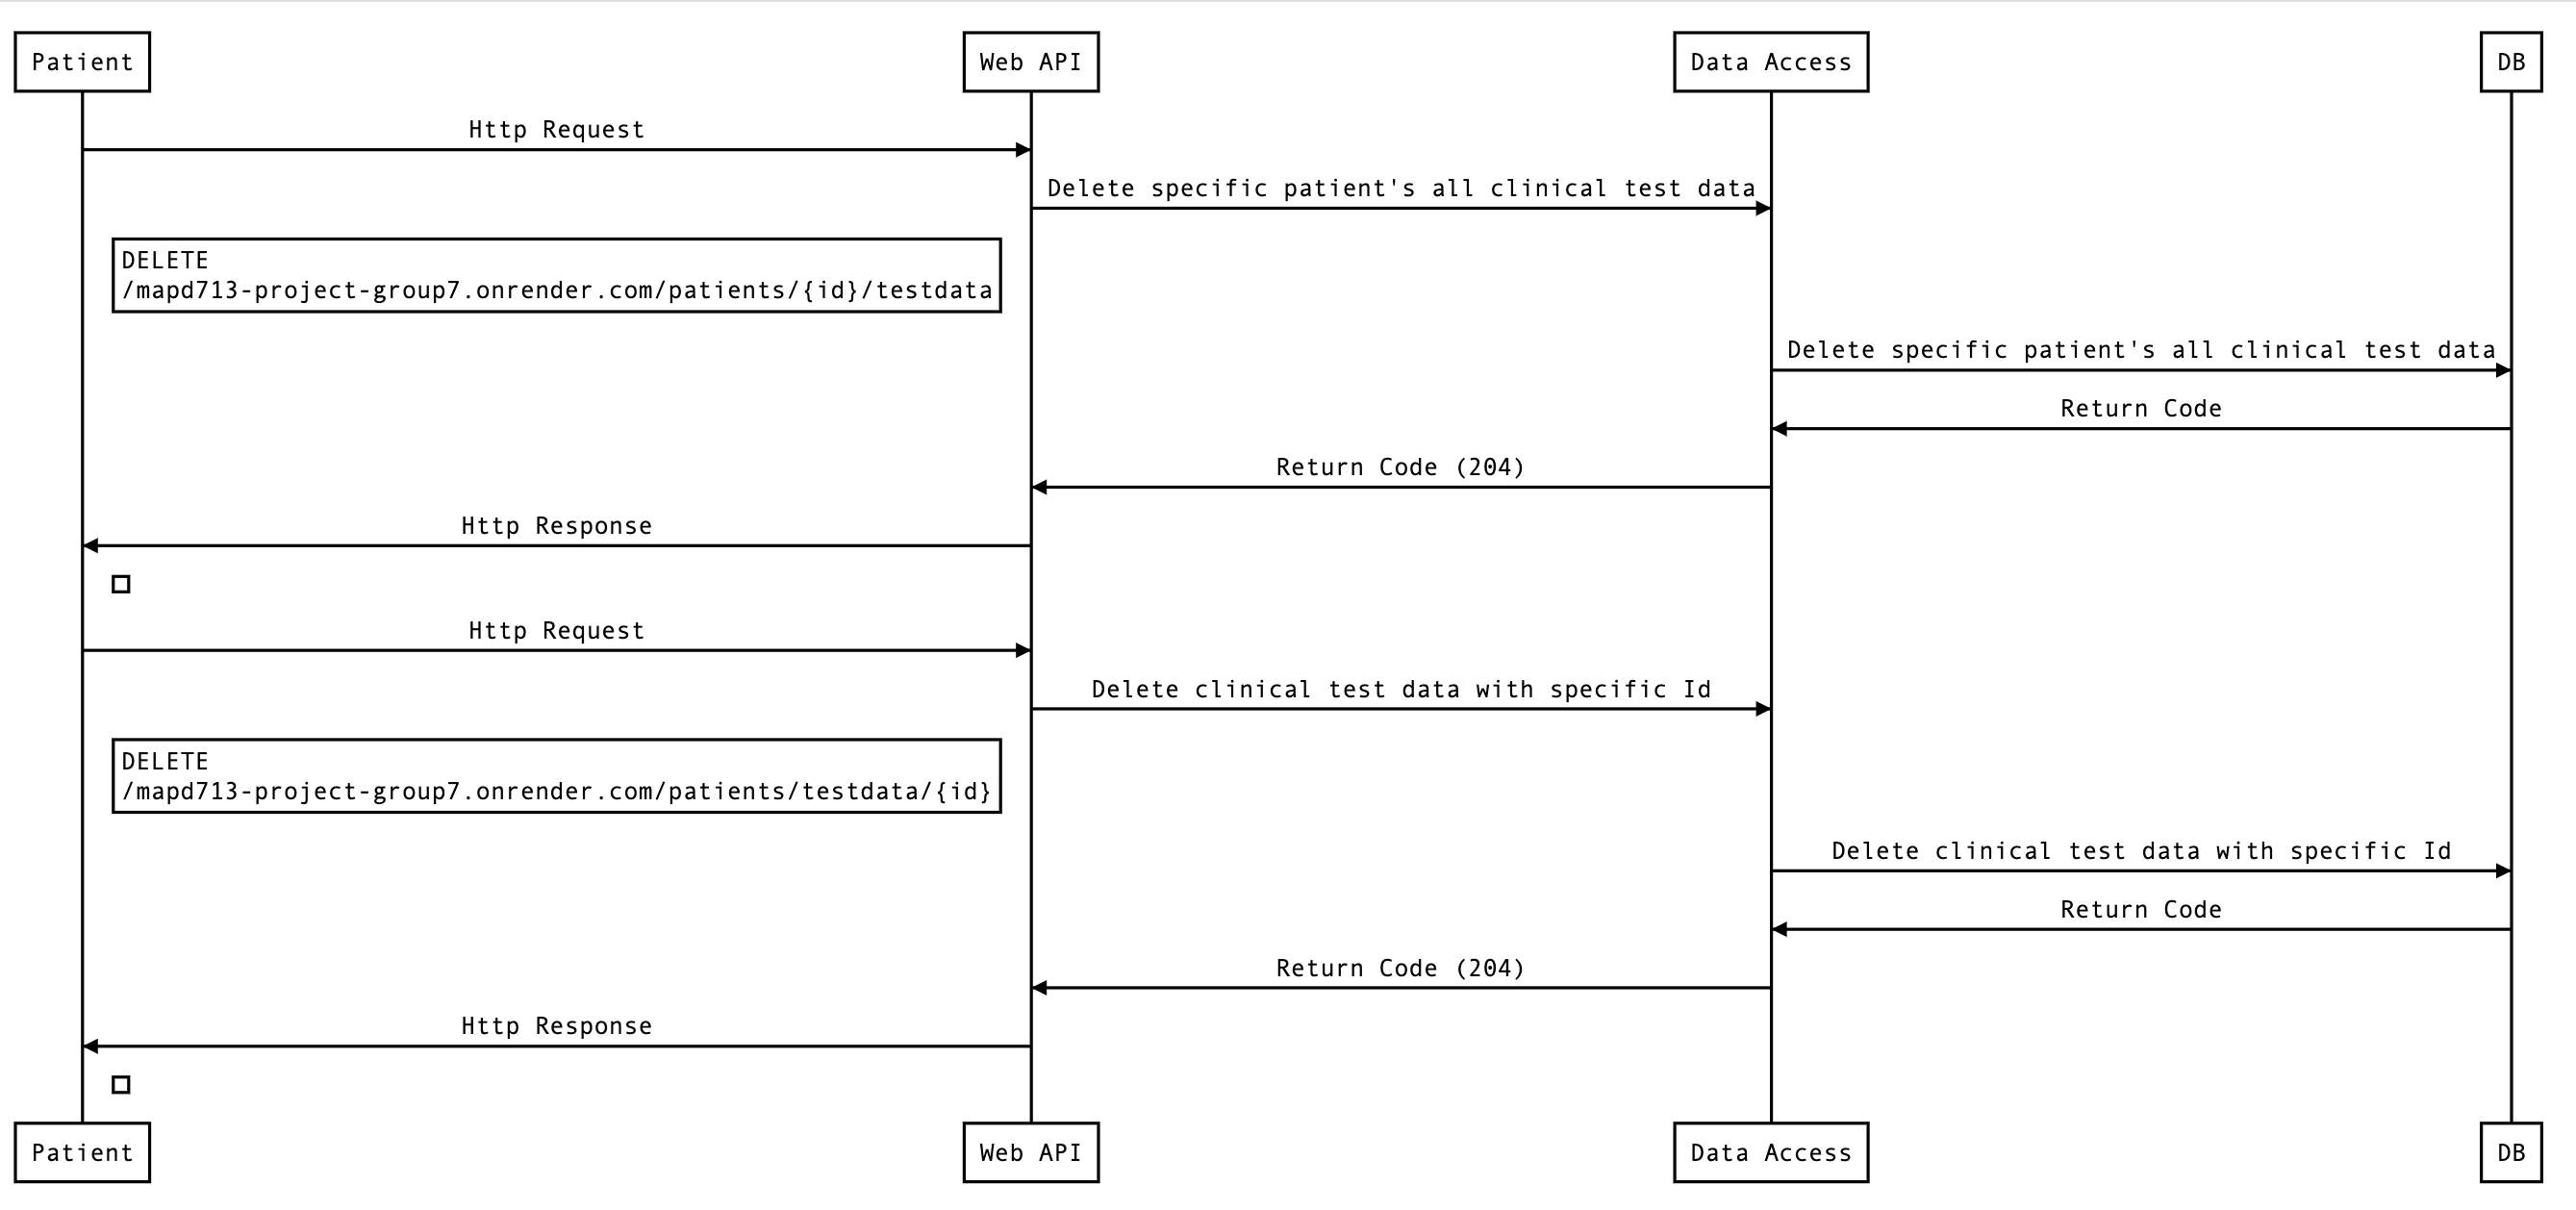 Patient
Web API
Data Access
DB
Http Request
Delete specific patient's all clinical test data
DELETE
/mapd713-project-group7.onrender.com/patients/{id}/testdata
Delete specific patient's all clinical test data
Return Code
Return Code (204)
Http Response
Http Request
Delete clinical test data with specific Id
DELETE
/mapd713-project-group7.onrender.com/patients/testdata/{id}
Delete clinical test data with specific Id
Return Code
Return Code (204)
Http Response
Patient
Web API
Data Access
DB